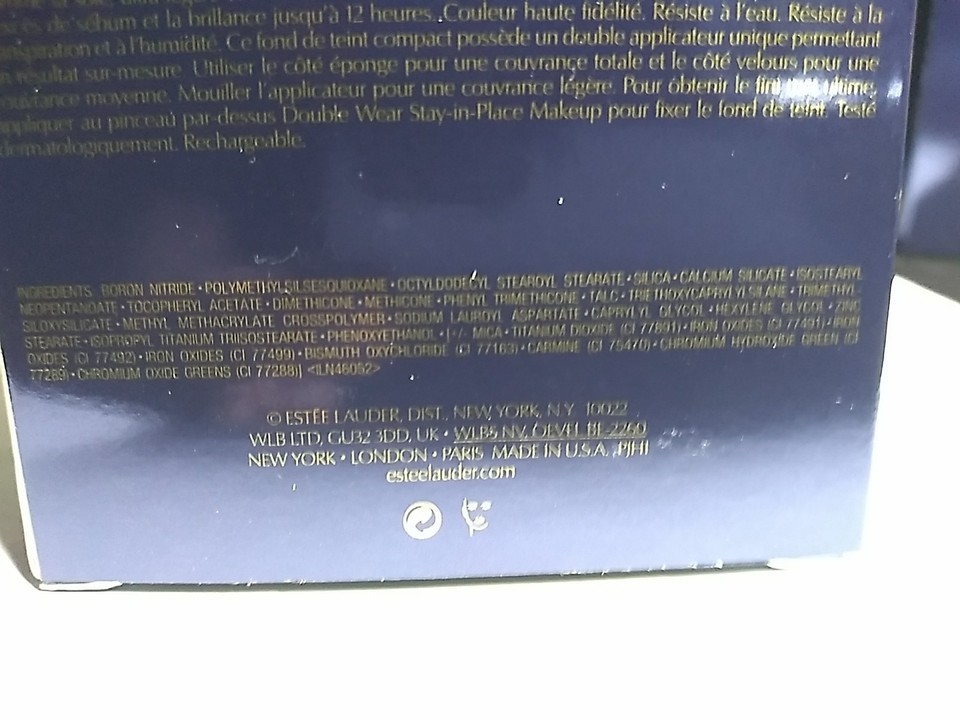 de sébum et la brillance jusqu'à 12 heures. Couleur haute fidélité. Résiste à l'eau. Résiste à la
et à l'humidité. Ce fond de teint compact possède un double applicateur unique permettant
résultat sur-mesure. Utiliser le côté éponge pour une couvrance totale et le côté velours pour une
moyenne. Mouiller l'applicateur pour une couvrance légère. Pour obtenir le fini ultime,
appliquer au pinceau par-dessus Double Wear Stay-in-Place Makeup pour fixer le fond de teint. Testé
dermatologiquement. Rechargeable.
INGREDIENTS: BORON NITRIDE • POLYMETHYLSILSESQUIOXANE • OCTYLDODECYL STEAROYL STEARATE • SILICA • CALCIUM SILICATE • ISOSTEARYL
NEOPENTANOATE • TOCOPHERYL ACETATE • DIMETHICONE • METHICONE • PHENYL TRIMETHICONE • TALC • TRIETHOXYCAPRYLYLSILANE • TRIMETHYL
SILOXYSILICATE • METHYL METHACRYLATE CROSSPOLYMER • SODIUM LAUROYL ASPARTATE • CAPRYLYL GLYCOL • HEXYLENE GLYCOL • ZINC
STEARATE • ISOPROPYL TITANIUM TRIISOSTEARATE • PHENOXYETHANOL • [+/- MICA • TITANIUM DIOXIDE (CI 77891) • IRON OXIDES (CI 77491) • IRON
OXIDES (CI 77492) • IRON OXIDES (CI 77499) • BISMUTH OXYCHLORIDE (CI 77163) • CARMINE (CI 75470) • CHROMIUM HYDROXIDE GREEN (CI
77289) • CHROMIUM OXIDE GREENS (CI 77288)] <ILN46052>
© ESTÉE LAUDER, DIST., NEW YORK, N.Y. 10022
WLB LTD, GU32 3DD, UK • WLBS NV, OEVEL BE-2260
NEW YORK • LONDON • PARIS MADE IN U.S.A. PJH1
esteelauder.com